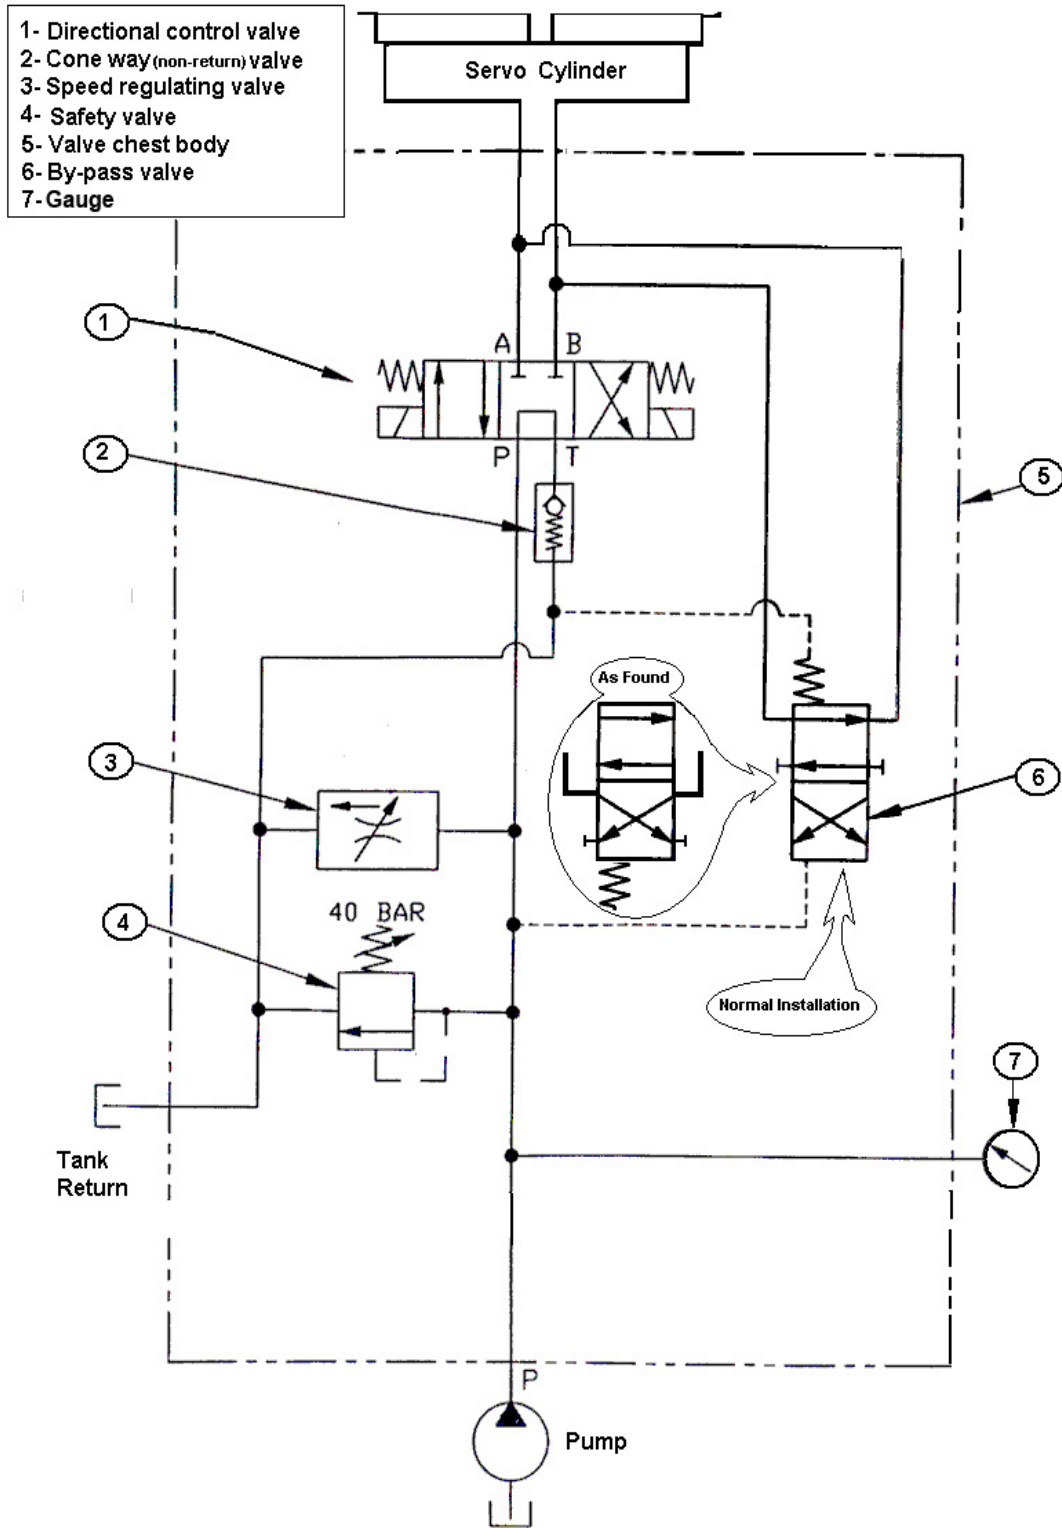 1- Directional control valve
2- Cone way (non-return) valve
3- Speed regulating valve
4- Safety valve
5- Valve chest body
6- By-pass valve
7- Gauge
Servo Cylinder
1
A
B
2
P
T
5
As Found
3
6
40 BAR
4
Normal Installation
7
Tank
Return
P
Pump